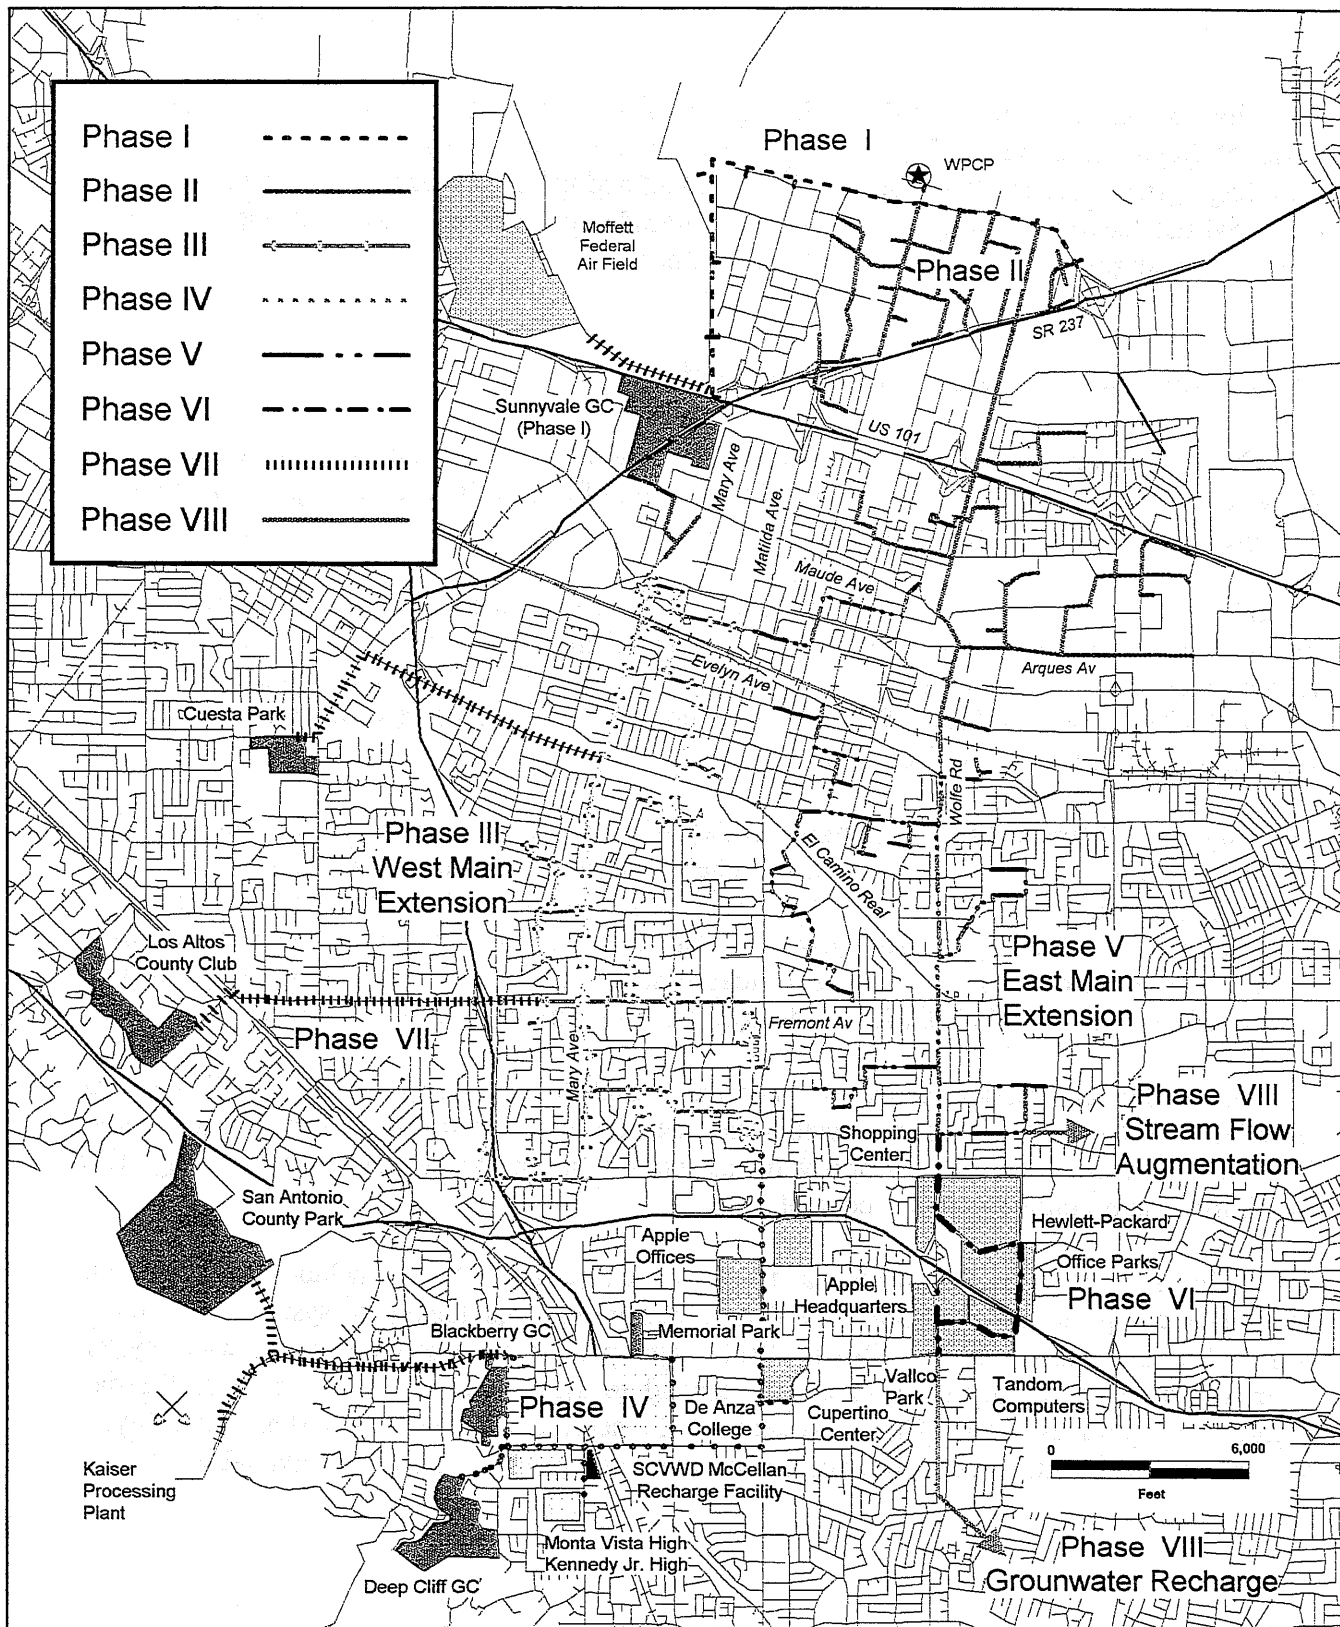 Phase I
Phase II
Phase III
Phase IV
Phase V
Phase VI
Phase VII
Phase VIII
Phase I
WPCP
Moffett
Federal
Air Field
Phase II
SR 237
Sunnyvale GC
(Phase I)
US 101
Mary Ave
Matilda Ave.
Maude Ave
Evelyn Ave.
Arques Av
Cuesta Park
Wolfe Rd
Phase III
West Main
Extension
El Camino Real
Los Altos
County Club
Phase V
East Main
Extension
Phase VII
Fremont Av
Mary Ave
Phase VIII
Stream Flow
Augmentation
Shopping
Center
San Antonio
County Park
Hewlett-Packard
Office Parks
Apple
Offices
Apple
Headquarters
Phase VI
Blackberry GC
Memorial Park
Vallco
Park
Tandom
Computers
Phase IV
De Anza
College
Cupertino
Center
0 6,000
Feet
Kaiser
Processing
Plant
SCVWD McCellan
Recharge Facility
Monta Vista High
Kennedy Jr. High
Deep Cliff GC
Phase VIII
Grounwater Recharge